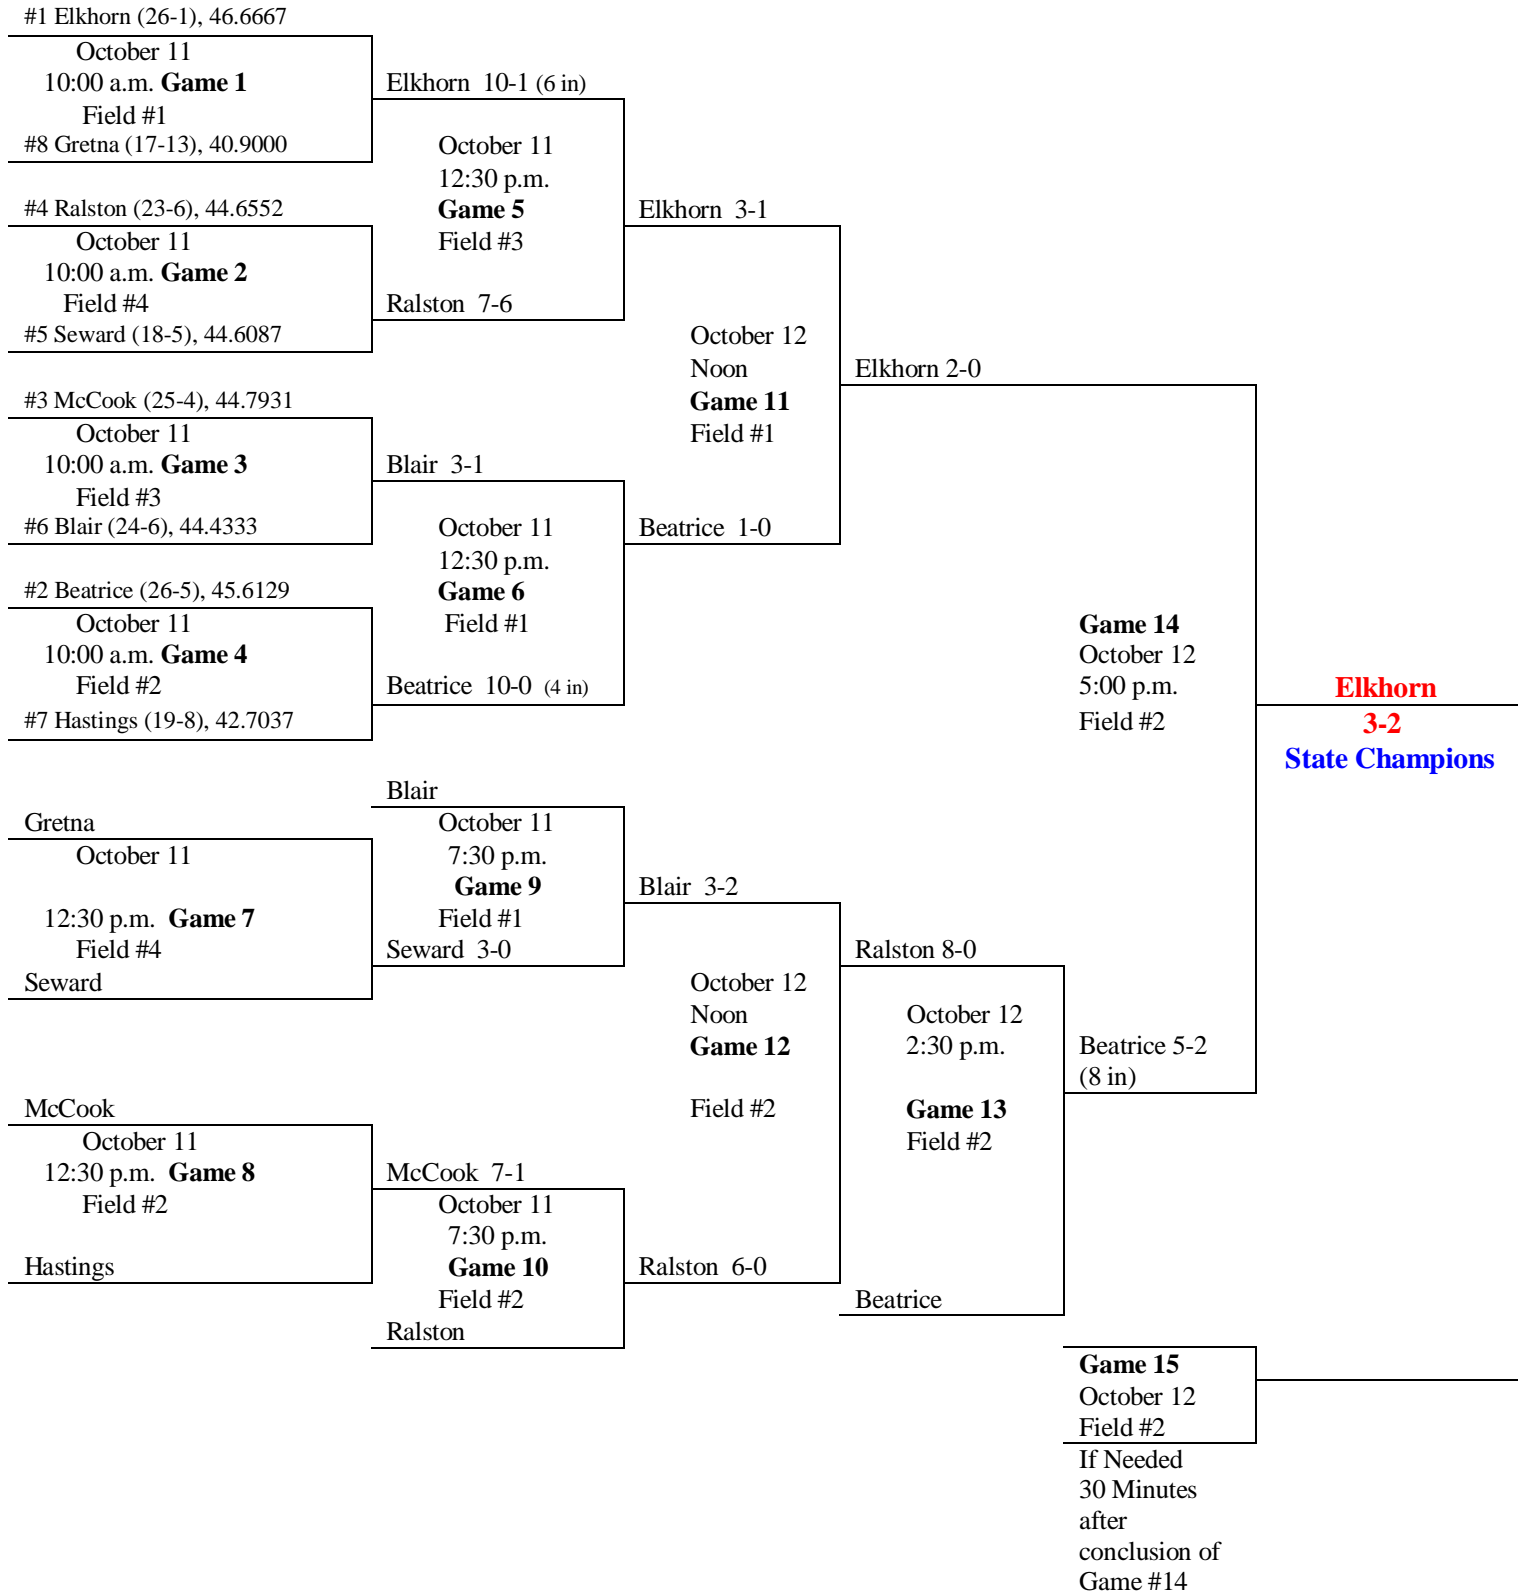 #1 Elkhorn (26-1), 46.6667
October 11
10:00 a.m. Game 1
Field #1
#8 Gretna (17-13), 40.9000
Elkhorn 10-1 (6 in)
October 11
12:30 p.m.
Game 5
Field #3
#4 Ralston (23-6), 44.6552
October 11
10:00 a.m. Game 2
Field #4
#5 Seward (18-5), 44.6087
Ralston 7-6
Elkhorn 3-1
October 12
Noon
Game 11
Field #1
Elkhorn 2-0
#3 McCook (25-4), 44.7931
October 11
10:00 a.m. Game 3
Field #3
#6 Blair (24-6), 44.4333
Blair 3-1
October 11
12:30 p.m.
Game 6
Field #1
Beatrice 1-0
#2 Beatrice (26-5), 45.6129
October 11
10:00 a.m. Game 4
Field #2
#7 Hastings (19-8), 42.7037
Beatrice 10-0 (4 in)
Game 14
October 12
5:00 p.m.
Field #2
Elkhorn
3-2
State Champions
Blair
October 11
7:30 p.m.
Game 9
Field #1
Seward 3-0
Gretna
October 11
12:30 p.m. Game 7
Field #4
Seward
Blair 3-2
October 12
Noon
Game 12
Field #2
Ralston 8-0
October 12
2:30 p.m.
Game 13
Field #2
Beatrice 5-2
(8 in)
McCook
October 11
12:30 p.m. Game 8
Field #2
Hastings
McCook 7-1
October 11
7:30 p.m.
Game 10
Field #2
Ralston
Ralston 6-0
Beatrice
Game 15
October 12
Field #2
If Needed
30 Minutes
after
conclusion of
Game #14